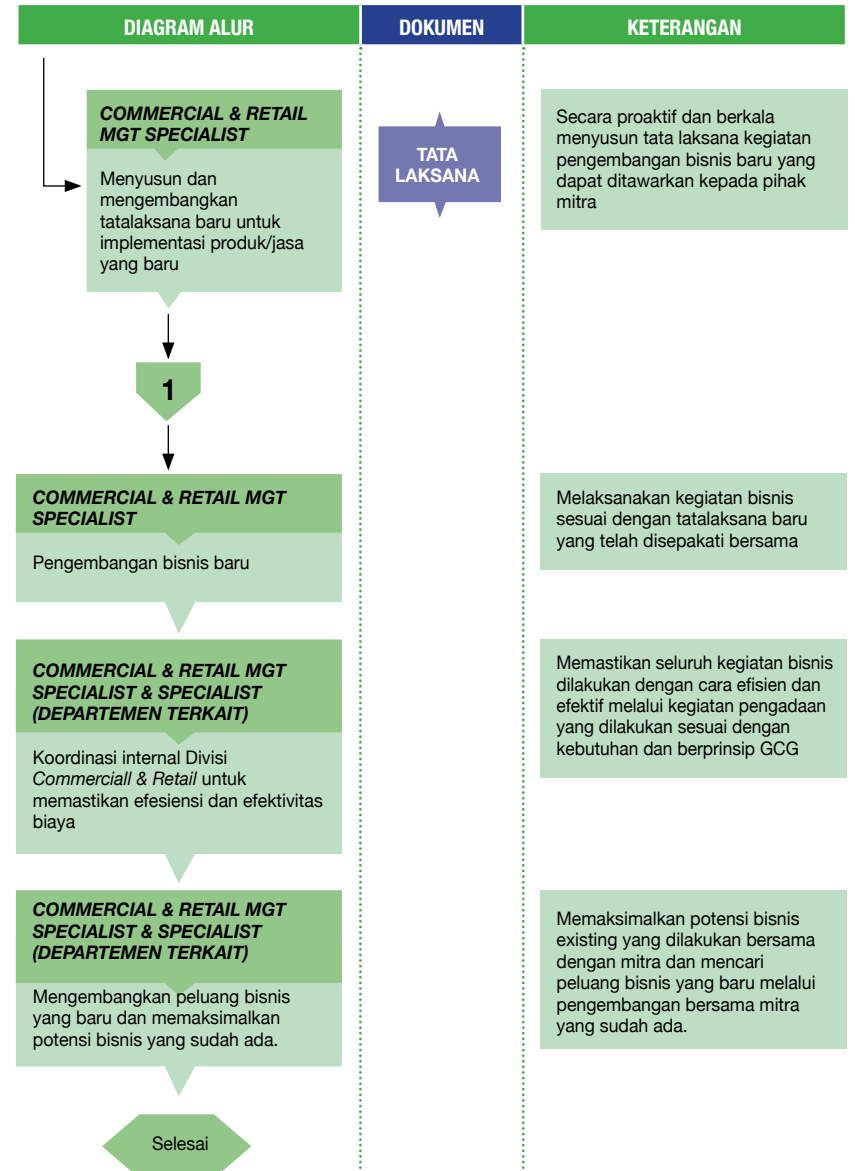 DIAGRAM ALUR
DOKUMEN
KETERANGAN
COMMERCIAL & RETAIL
MGT SPECIALIST
Menyusun dan
mengembangkan
tatalaksana baru untuk
implementasi produk/jasa
yang baru
TATA
LAKSANA
Secara proaktif dan berkala
menyusun tata laksana kegiatan
pengembangan bisnis baru yang
dapat ditawarkan kepada pihak
mitra
1
COMMERCIAL & RETAIL MGT
SPECIALIST
Pengembangan bisnis baru
Melaksanakan kegiatan bisnis
sesuai dengan tatalaksana baru
yang telah disepakati bersama
COMMERCIAL & RETAIL MGT
SPECIALIST & SPECIALIST
(DEPARTEMEN TERKAIT)
Koordinasi internal Divisi
Commerciall & Retail untuk
memastikan efesiensi dan efektivitas
biaya
Memastikan seluruh kegiatan bisnis
dilakukan dengan cara efisien dan
efektif melalui kegiatan pengadaan
yang dilakukan sesuai dengan
kebutuhan dan berprinsip GCG
COMMERCIAL & RETAIL MGT
SPECIALIST & SPECIALIST
(DEPARTEMEN TERKAIT)
Mengembangkan peluang bisnis
yang baru dan memaksimalkan
potensi bisnis yang sudah ada.
Memaksimalkan potensi bisnis
existing yang dilakukan bersama
dengan mitra dan mencari
peluang bisnis yang baru melalui
pengembangan bersama mitra
yang sudah ada.
Selesai